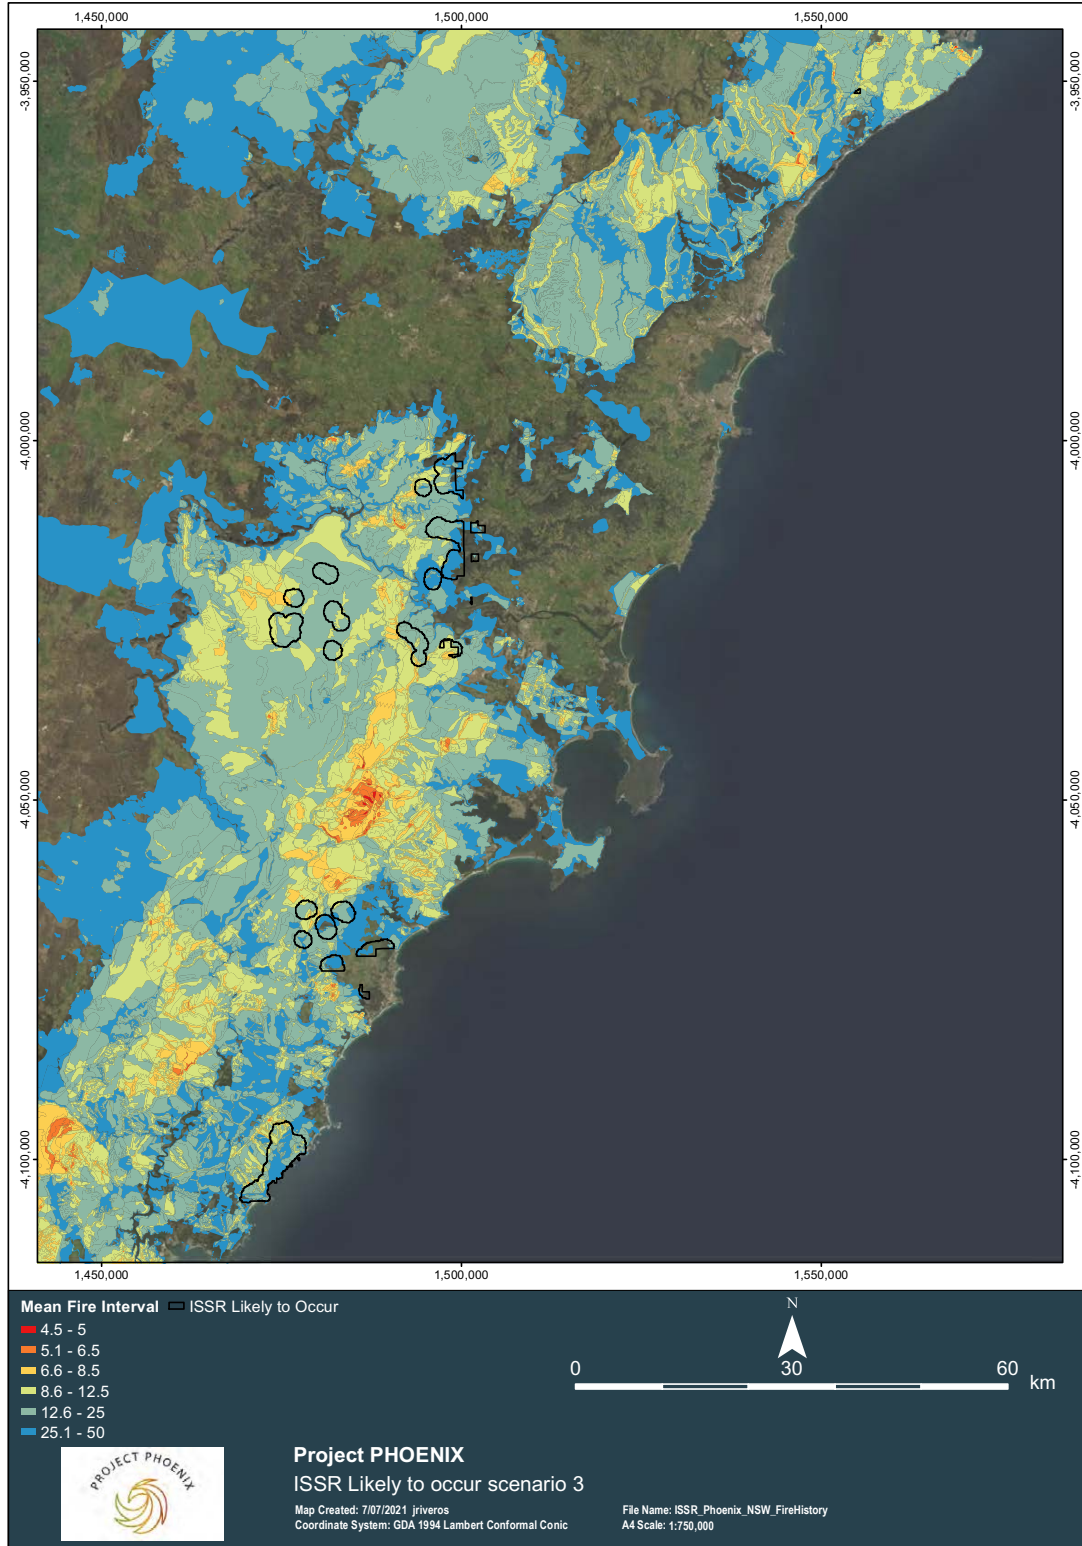 1,450,000 1,500,000 1,550,000
-3,950,000 -3,950,000
-4,000,000 -4,000,000
-4,050,000 -4,050,000
-4,100,000 -4,100,000
1,450,000 1,500,000 1,550,000
Mean Fire Interval ISSR Likely to Occur
4.5 - 5
5.1 - 6.5
6.6 - 8.5
8.6 - 12.5
12.6 - 25
25.1 - 50
N
0 30 60
km
PROJECT PHOENIX
Project PHOENIX
ISSR Likely to occur scenario 3
Map Created: 7/07/2021 jriveros
Coordinate System: GDA 1994 Lambert Conformal Conic
File Name: ISSR_Phoenix_NSW_FireHistory
A4 Scale: 1:750,000